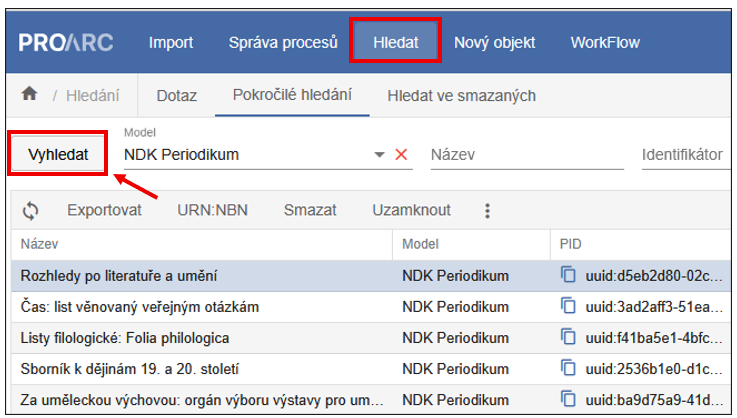 PROARC Import Správa procesů Hledat Nový objekt WorkFlow
/ Hledání Dotaz Pokročilé hledání Hledat ve smazaných
Model
Vyhledat NDK Periodikum Název Identifikátor
Exportovat URN:NBN Smazat Uzamknout
Název Model PID
Rozhledy po literatuře a umění NDK Periodikum uuid:d5eb2d80-02c...
Čas: list věnovaný veřejným otázkám NDK Periodikum uuid:3ad2aff3-51ea...
Listy filologické: Folia philologica NDK Periodikum uuid:f41ba5e1-4bfc...
Sborník k dějinám 19. a 20. století NDK Periodikum uuid:2536b1e0-d1c...
Za uměleckou výchovou: orgán výboru výstavy pro um... NDK Periodikum uuid:ba9d75a9-41d...